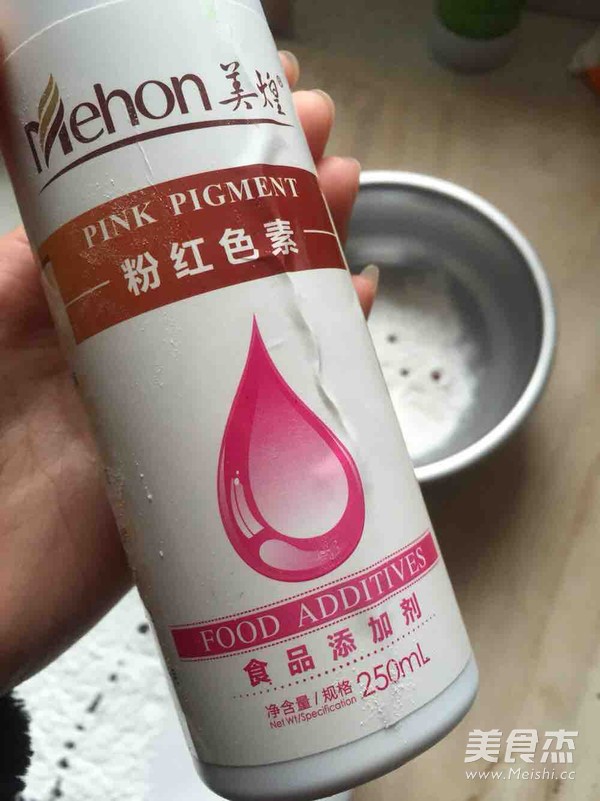 Mehon 美煌
PINK PIGMENT
粉红色素
FOOD ADDITIVES
食品添加剂
净含量/规格 250mL
Net Wt/Specification
美食杰
www.Meishi.cc